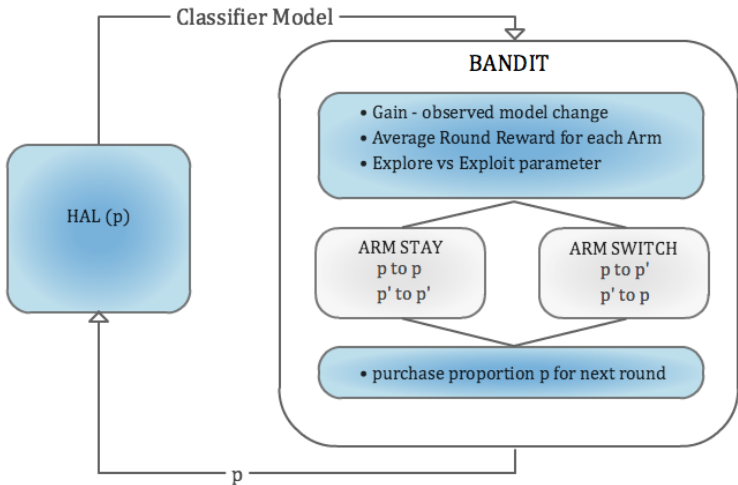 Classifier Model
BANDIT
• Gain - observed model change
• Average Round Reward for each Arm
• Explore vs Exploit parameter
HAL (p)
ARM STAY
p to p
p' to p'
ARM SWITCH
p to p'
p' to p
• purchase proportion p for next round
p